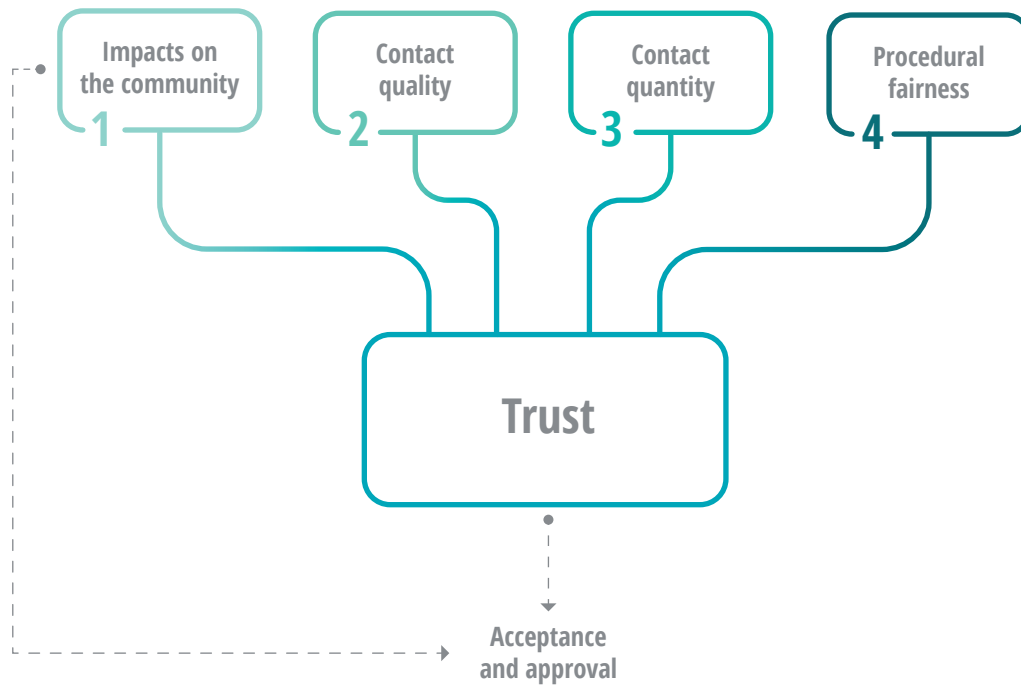 Impacts on
the community
1
Contact
quality
2
Contact
quantity
3
Procedural
fairness
4
Trust
Acceptance
and approval